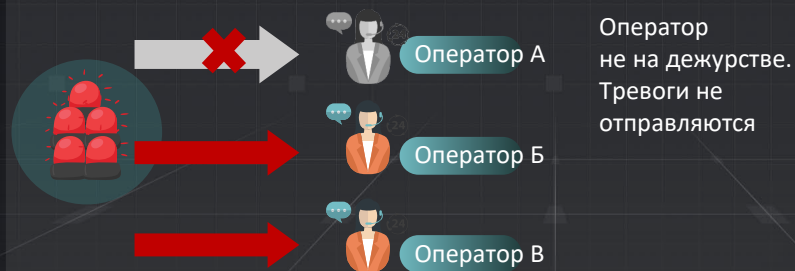 Оператор А
Оператор
не на дежурстве.
Тревоги не
отправляются
Оператор Б
Оператор В